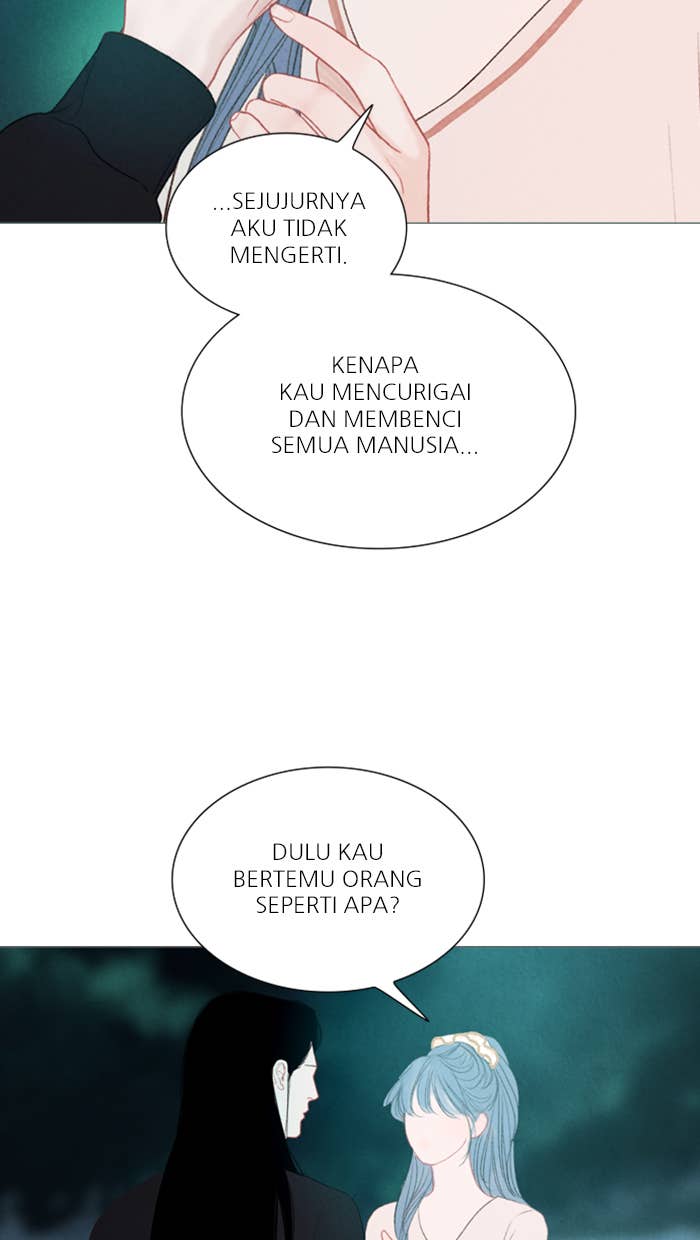 ...SEJUJURNYA
AKU TIDAK
MENGERTI.
KENAPA
KAU MENCURIGAI
DAN MEMBENCI
SEMUA MANUSIA...
DULU KAU
BERTEMU ORANG
SEPERTI APA?